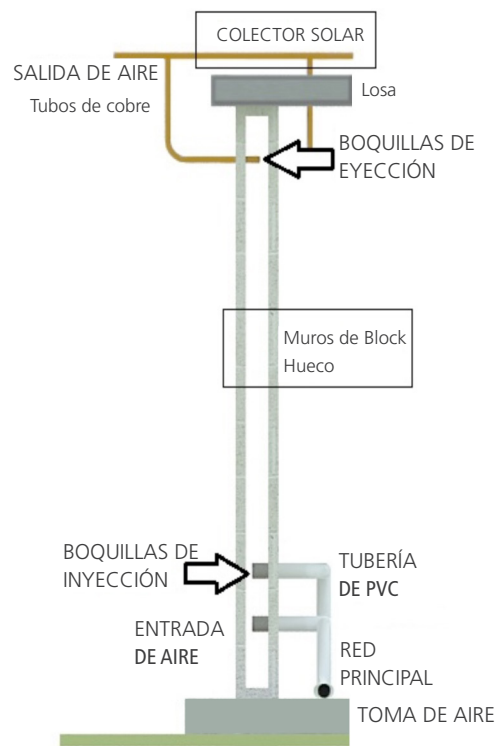 COLECTOR SOLAR
SALIDA DE AIRE
Tubos de cobre
Losa
BOQUILLAS DE
EYECCIÓN
Muros de Block
Hueco
BOQUILLAS DE
INYECCIÓN
TUBERÍA
DE PVC
ENTRADA
DE AIRE
RED
PRINCIPAL
TOMA DE AIRE